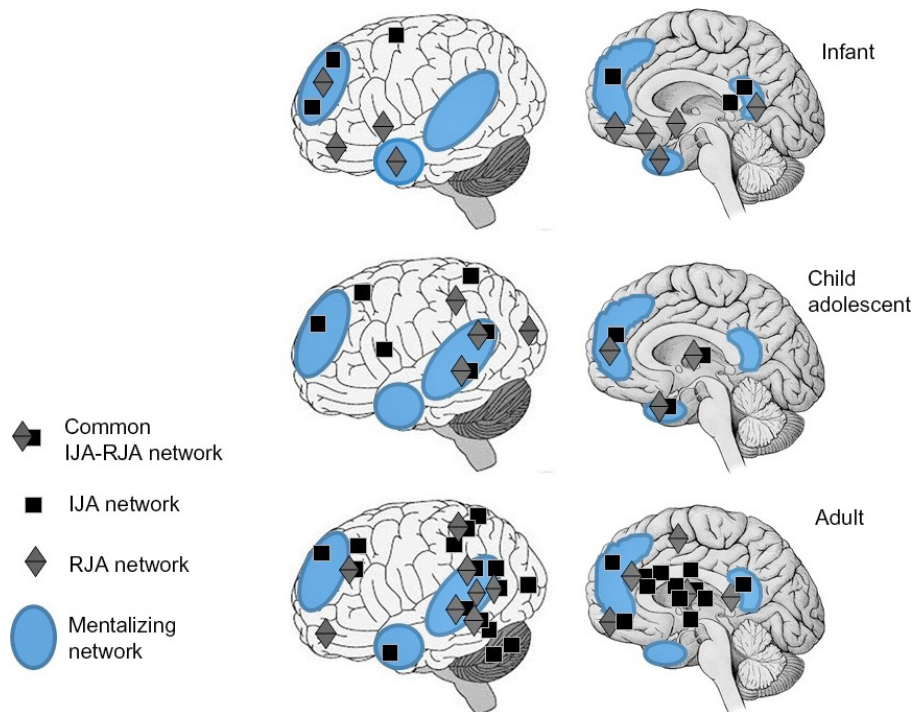 Infant
Child
adolescent
Common
IJA-RJA network
IJA network
Adult
RJA network
Mentalizing
network